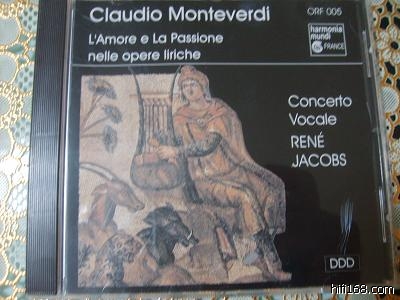 Claudio Monteverdi
ORF 005
L'Amore e La Passione
nelle opere liriche
harmonia
mundi
FRANCE
Concerto
Vocale
RENÉ
JACOBS
DDD
hifi168.com